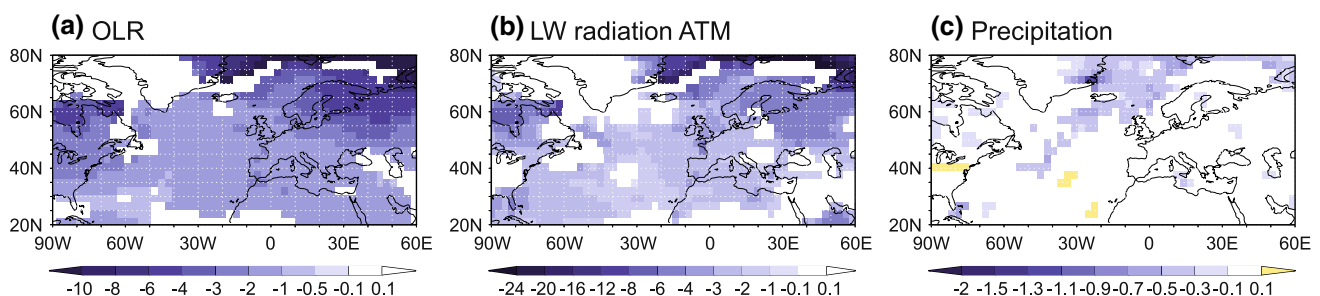 (a) OLR
(b) LW radiation ATM
(c) Precipitation
80N
60N
40N
20N
90W 60W 30W 0 30E 60E
-10 -8 -6 -4 -3 -2 -1 -0.5 -0.1 0.1
80N
60N
40N
20N
90W 60W 30W 0 30E 60E
-24 -20 -16 -12 -8 -6 -4 -3 -2 -1 -0.1 0.1
80N
60N
40N
20N
90W 60W 30W 0 30E 60E
-2 -1.5 -1.3 -1.1 -0.9 -0.7 -0.5 -0.3 -0.1 0.1